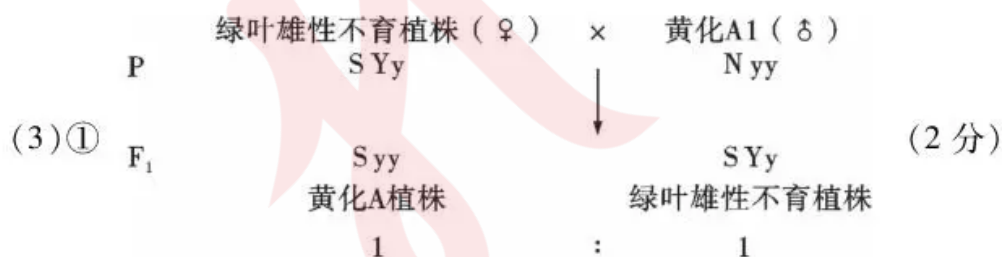 绿叶雄性不育植株(♀) × 黄化A1(♂)
P SYy Nyy
(3)① (2分)
F₁ Syy SYy
黄化A植株 绿叶雄性不育植株
1 : 1